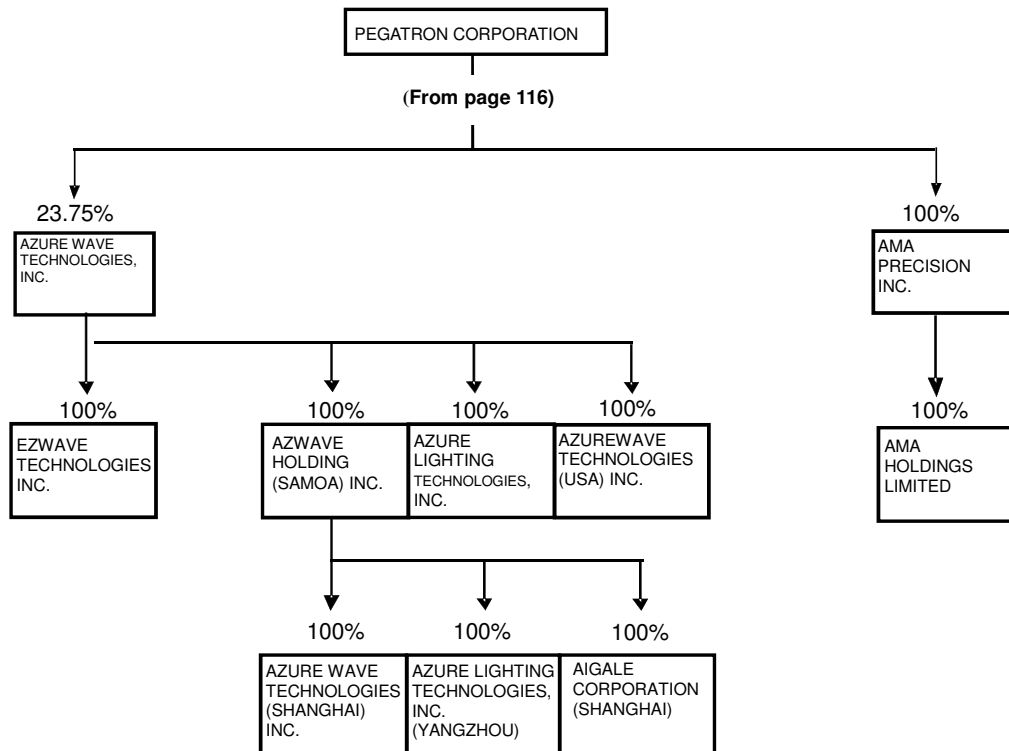 PEGATRON CORPORATION
(From page 116)
23.75%
100%
AZURE WAVE
TECHNOLOGIES,
INC.
AMA
PRECISION
INC.
100%
100%
100%
100%
100%
EZWAVE
TECHNOLOGIES
INC.
AZWAVE
HOLDING
(SAMOA) INC.
AZURE
LIGHTING
TECHNOLOGIES,
INC.
AZUREWAVE
TECHNOLOGIES
(USA) INC.
AMA
HOLDINGS
LIMITED
100%
100%
100%
AZURE WAVE
TECHNOLOGIES
(SHANGHAI)
INC.
AZURE LIGHTING
TECHNOLOGIES,
INC.
(YANGZHOU)
AIGALE
CORPORATION
(SHANGHAI)